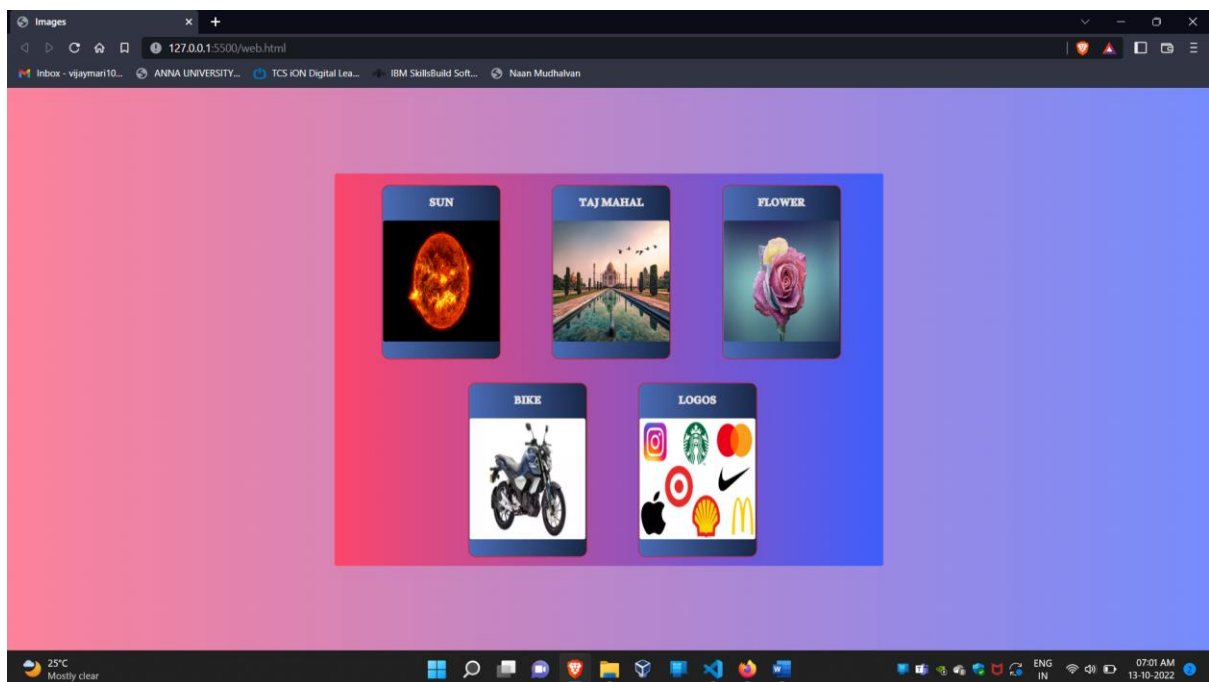 Images
127.0.0.1:5500/web.html
Inbox - vijaymari10... ANNA UNIVERSITY... TCS iON Digital Lea... IBM SkillsBuild Soft... Naan Mudhalvan
SUN TAJ MAHAL FLOWER
BIKE LOGOS
25°C
Mostly clear
ENG
IN
07:01 AM
13-10-2022
2